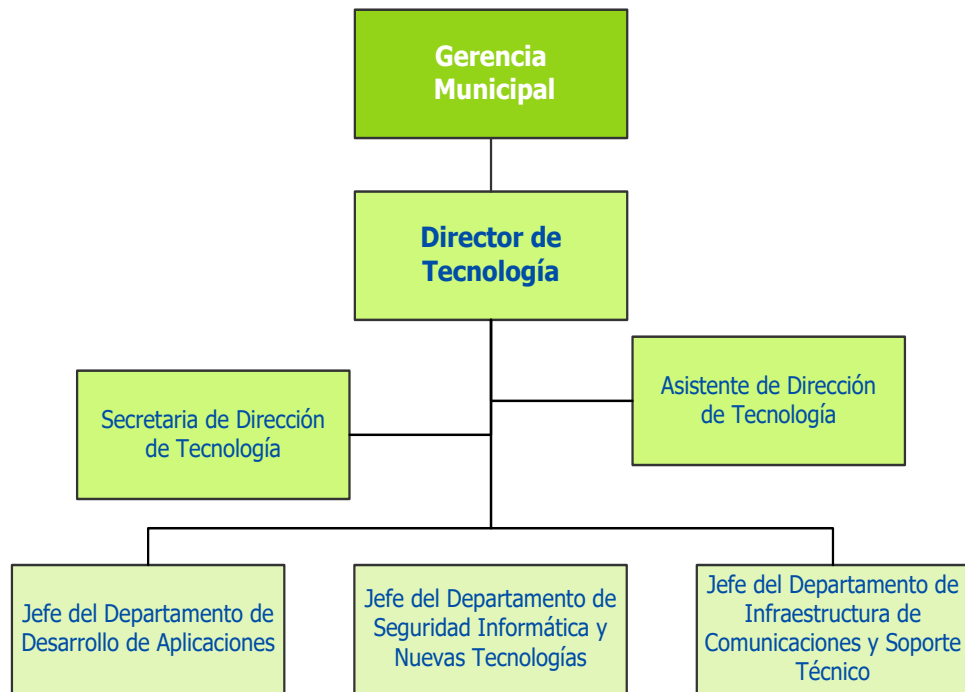 Gerencia
Municipal
Director de
Tecnología
Asistente de Dirección
de Tecnología
Secretaria de Dirección
de Tecnología
Jefe del Departamento de
Desarrollo de Aplicaciones
Jefe del Departamento de
Seguridad Informática y
Nuevas Tecnologías
Jefe del Departamento de
Infraestructura de
Comunicaciones y Soporte
Técnico